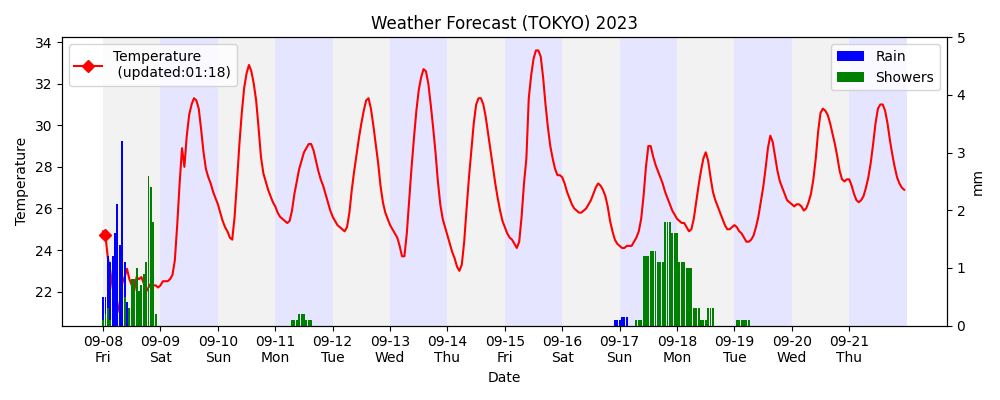 Weather Forecast (TOKYO) 2023
Temperature
(updated:01:18)
Rain
Showers
34
32
30
28
26
24
22
Temperature
5
4
3
2
1
0
mm
09-08 09-09 09-10 09-11 09-12 09-13 09-14 09-15 09-16 09-17 09-18 09-19 09-20 09-21
Fri Sat Sun Mon Tue Wed Thu Fri Sat Sun Mon Tue Wed Thu
Date